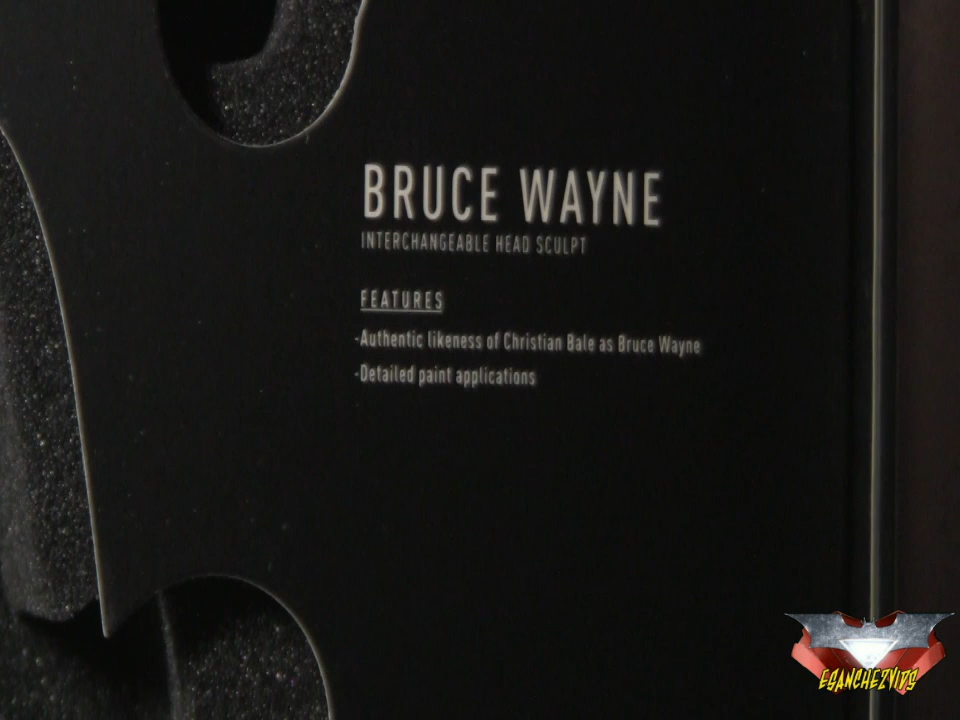 BRUCE WAYNE
INTERCHANGEABLE HEAD SCULPT
FEATURES
-Authentic likeness of Christian Bale as Bruce Wayne
-Detailed paint applications
ESANCHEZVIDS